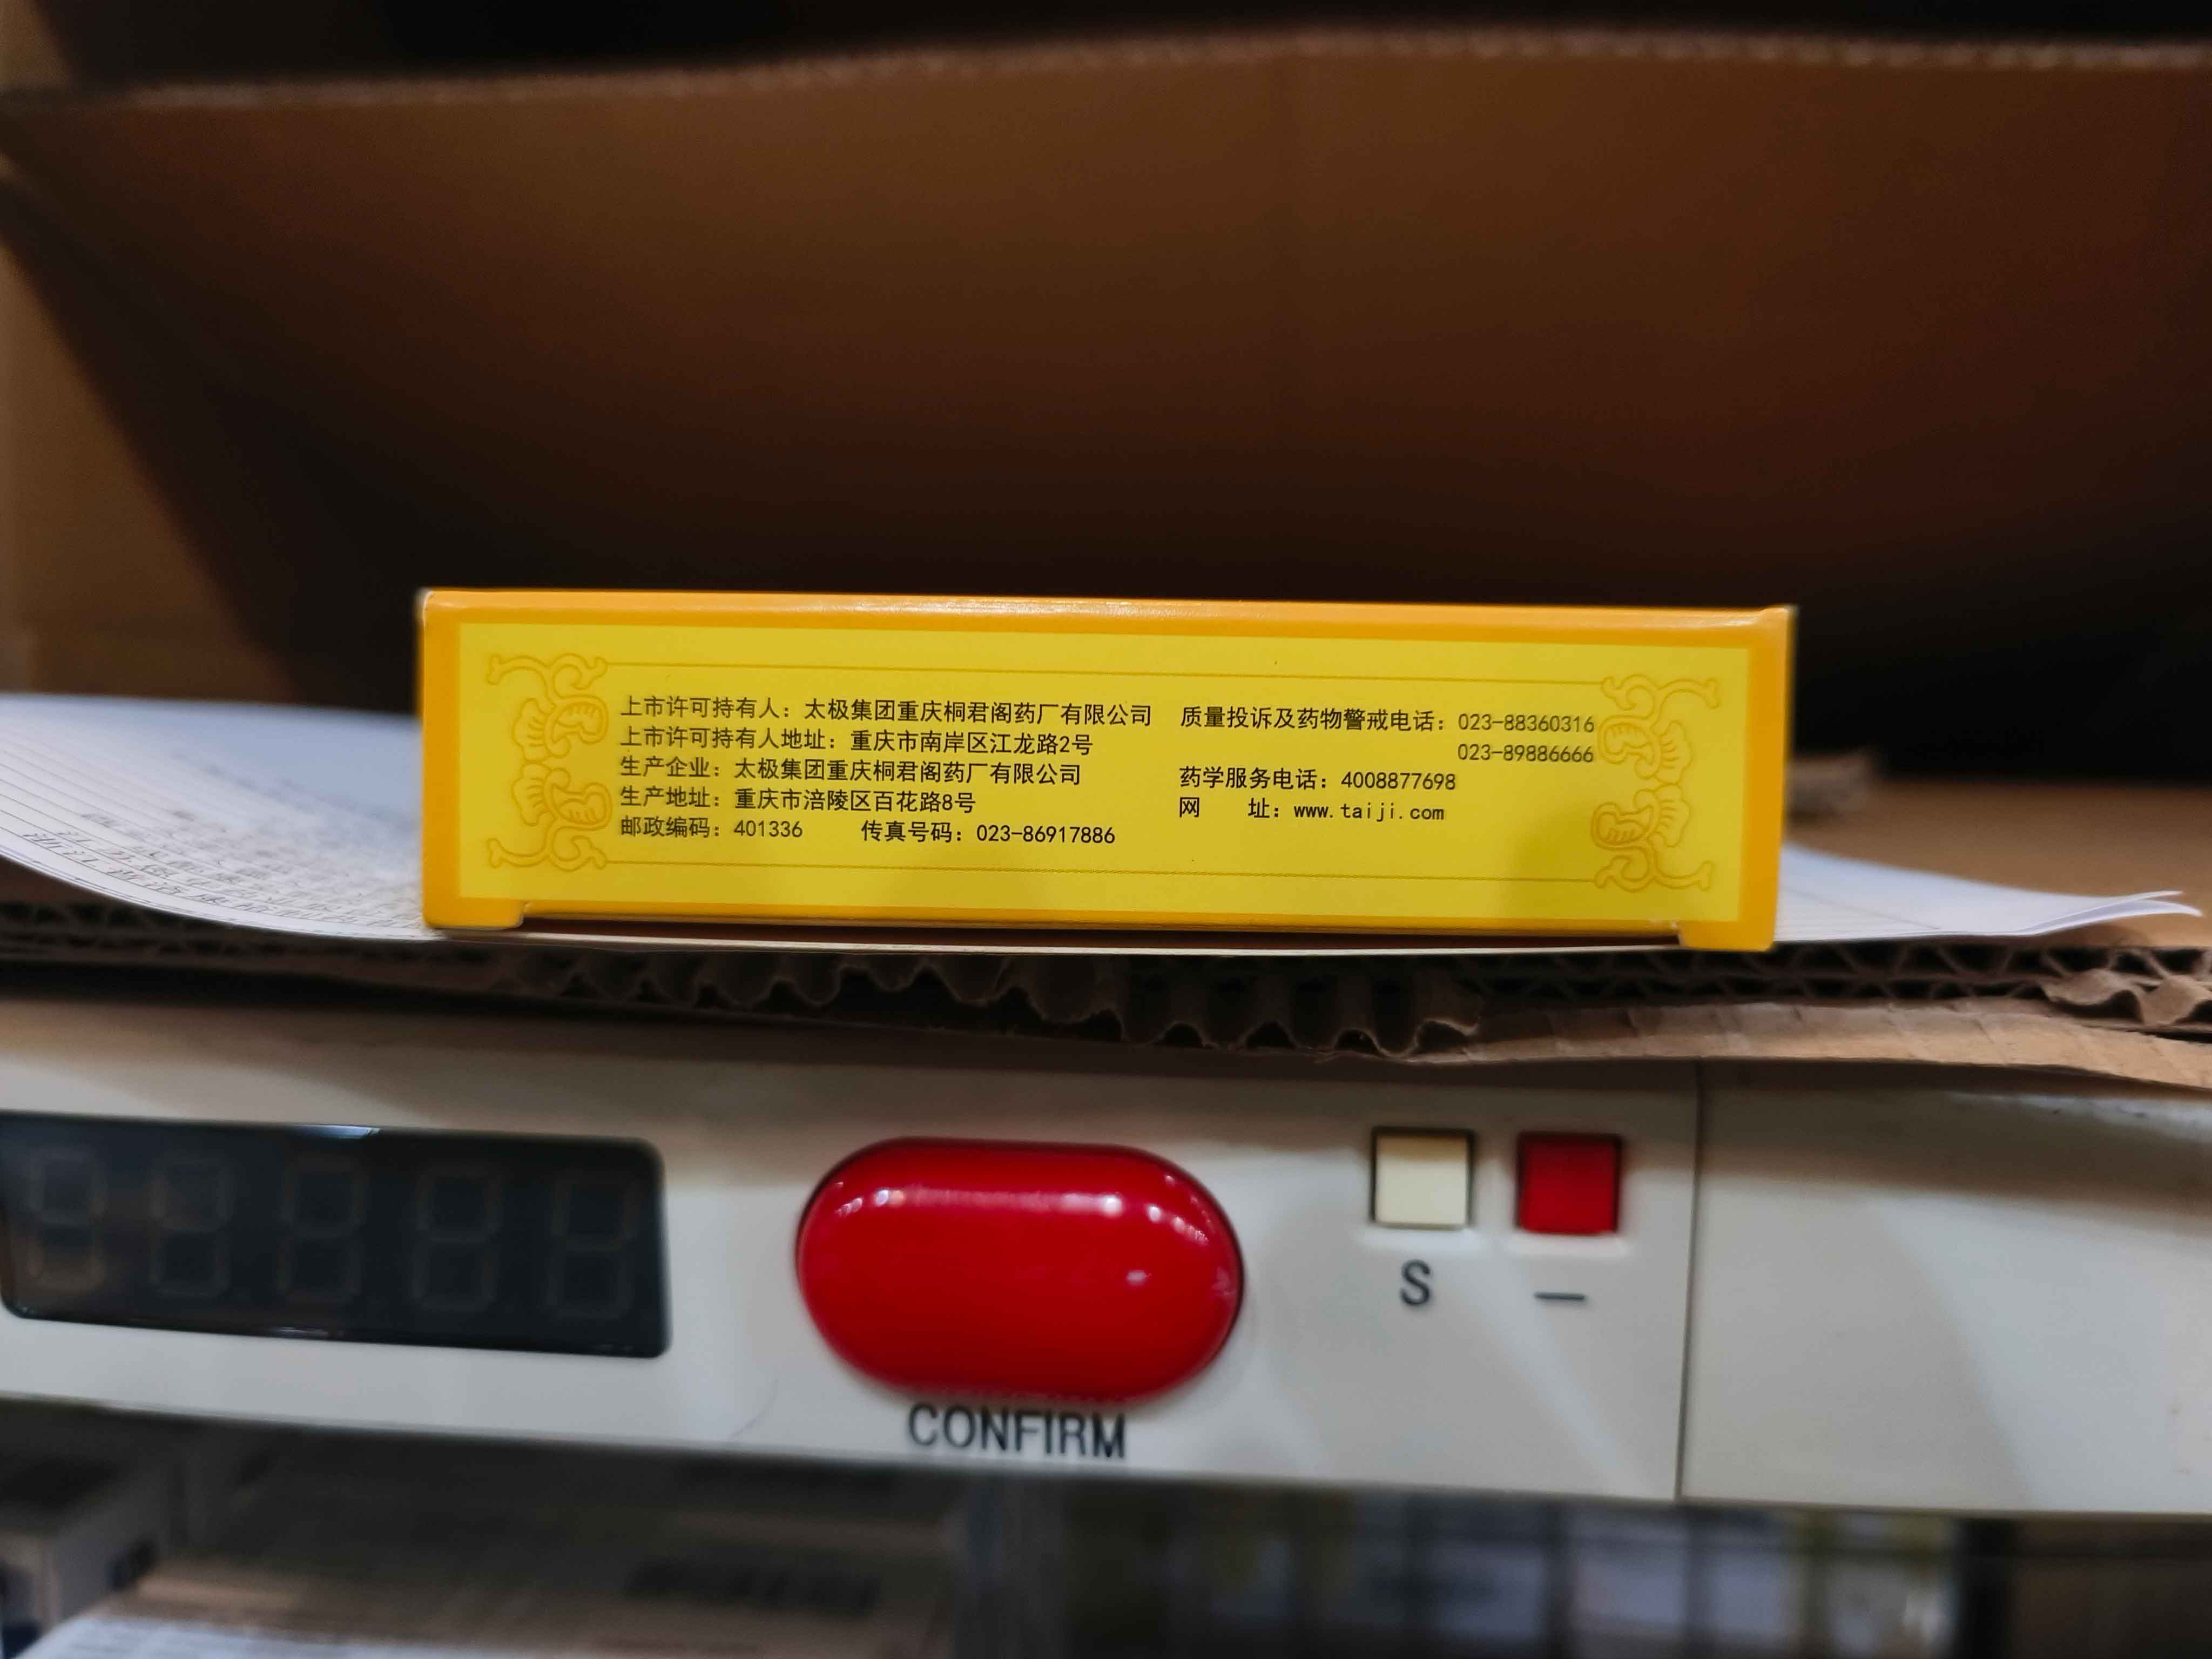 上市许可持有人：太极集团重庆桐君阁药厂有限公司
上市许可持有人地址：重庆市南岸区江龙路2号
生产企业：太极集团重庆桐君阁药厂有限公司
生产地址：重庆市涪陵区百花路8号
邮政编码：401336 传真号码：023-86917886
质量投诉及药物警戒电话：023-88360316
023-89886666
药学服务电话：4008877698
网 址：www.taiji.com
CONFIRM
S
—